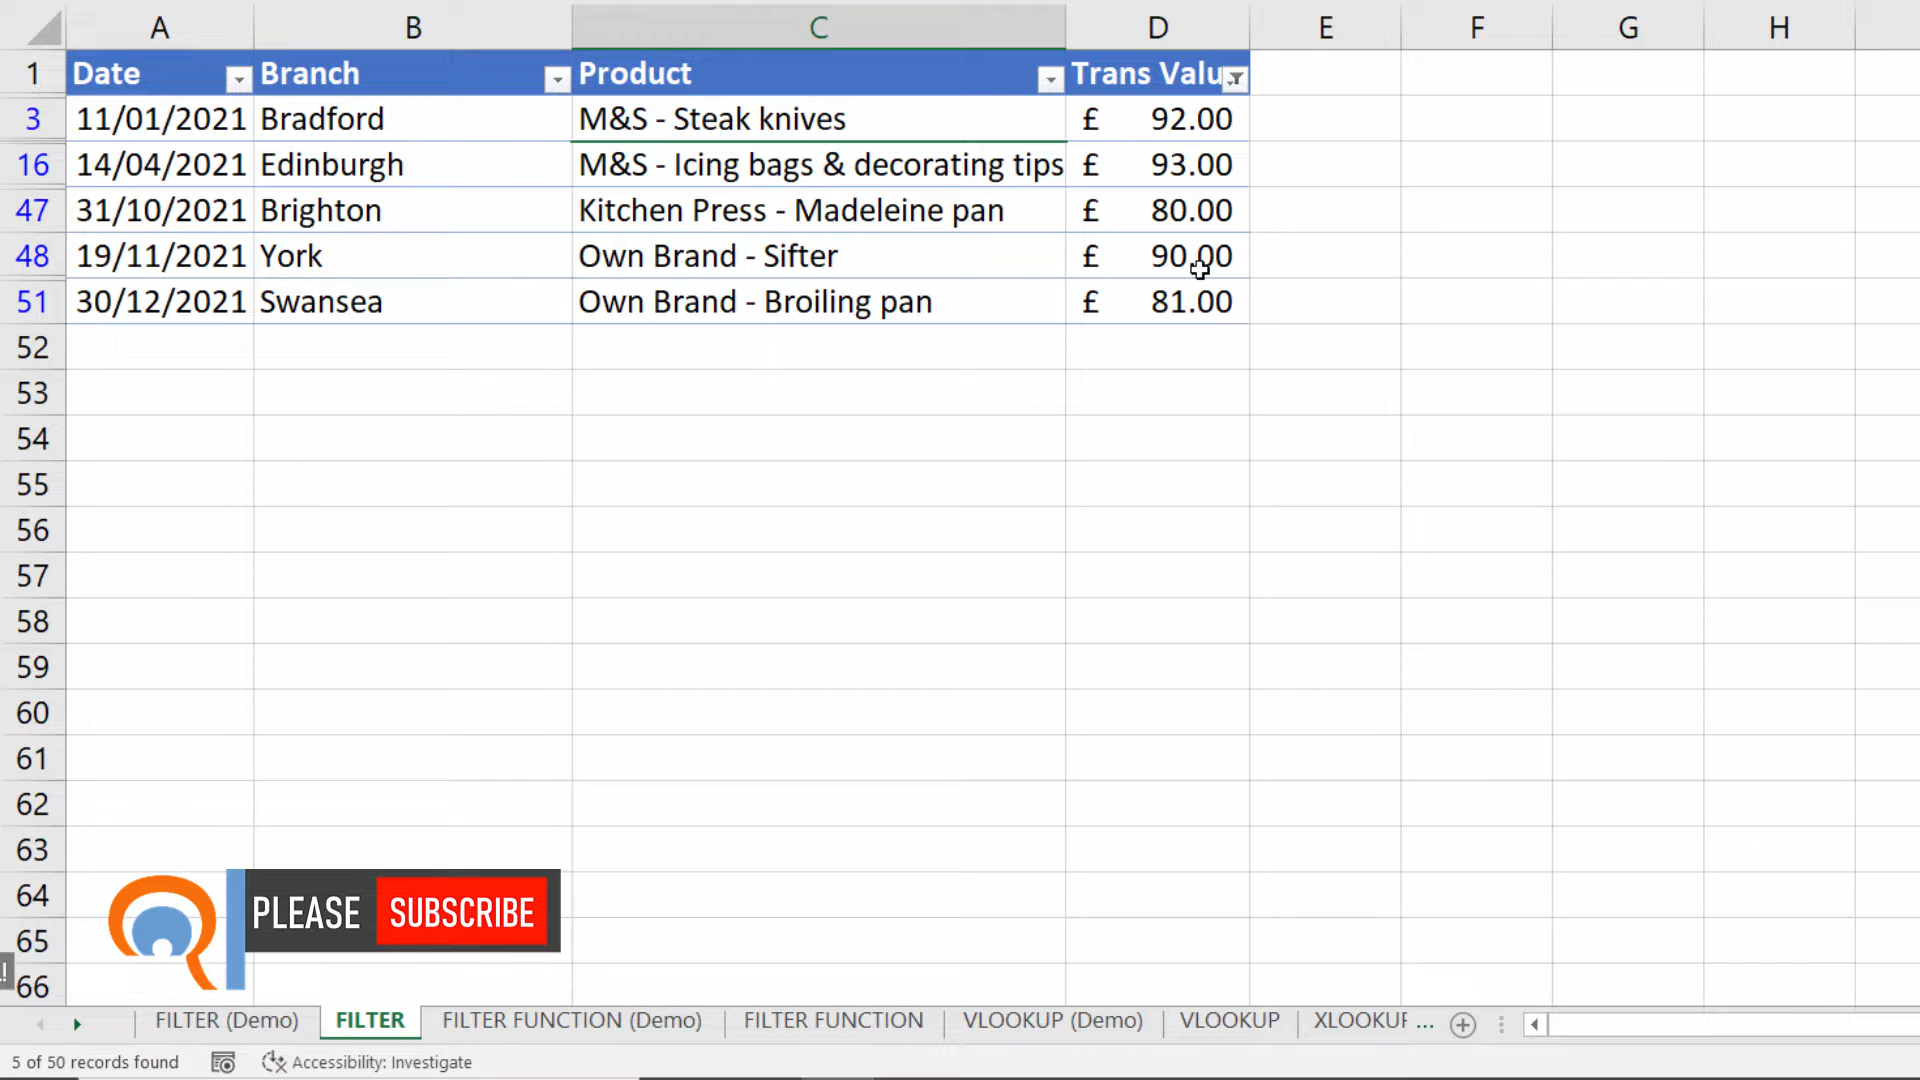 A B C D E F G H
1 Date Branch Product Trans Valu
3 11/01/2021 Bradford M&S - Steak knives £ 92.00
16 14/04/2021 Edinburgh M&S - Icing bags & decorating tips £ 93.00
47 31/10/2021 Brighton Kitchen Press - Madeleine pan £ 80.00
48 19/11/2021 York Own Brand - Sifter £ 90.00
51 30/12/2021 Swansea Own Brand - Broiling pan £ 81.00
52
53
54
55
56
57
58
59
60
61
62
63
64
PLEASE SUBSCRIBE
65
66
FILTER (Demo) FILTER FILTER FUNCTION (Demo) FILTER FUNCTION VLOOKUP (Demo) VLOOKUP XLOOKUP ...
5 of 50 records found Accessibility: Investigate